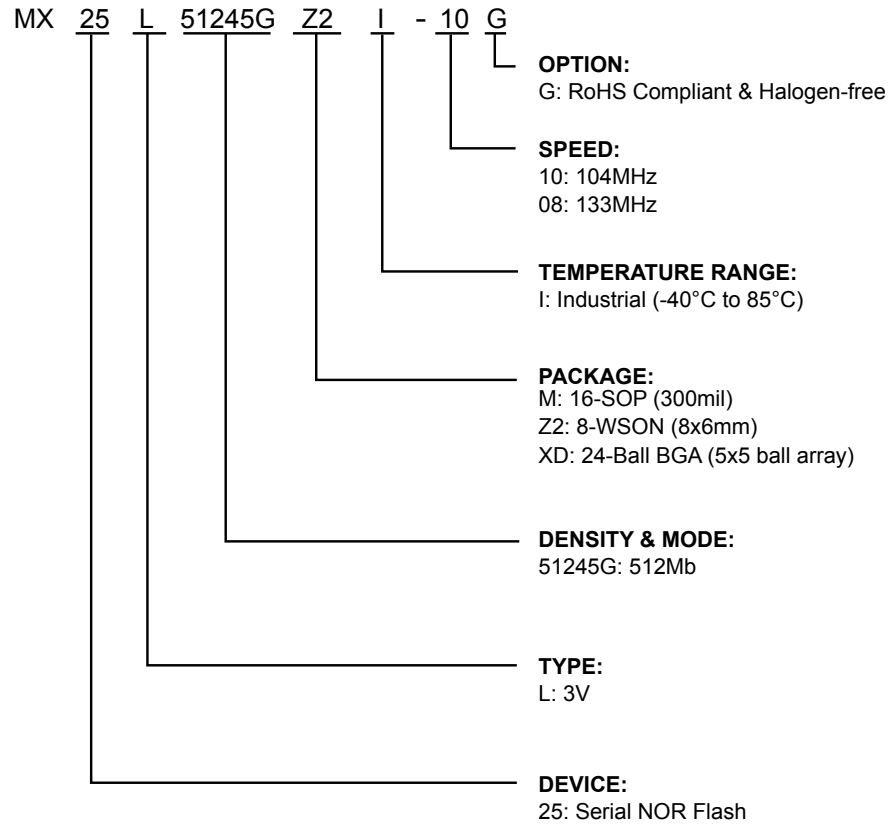 MX 25 L 51245G Z2 I - 10 G
OPTION:
G: RoHS Compliant & Halogen-free
SPEED:
10: 104MHz
08: 133MHz
TEMPERATURE RANGE:
I: Industrial (-40°C to 85°C)
PACKAGE:
M: 16-SOP (300mil)
Z2: 8-WSON (8x6mm)
XD: 24-Ball BGA (5x5 ball array)
DENSITY & MODE:
51245G: 512Mb
TYPE:
L: 3V
DEVICE:
25: Serial NOR Flash